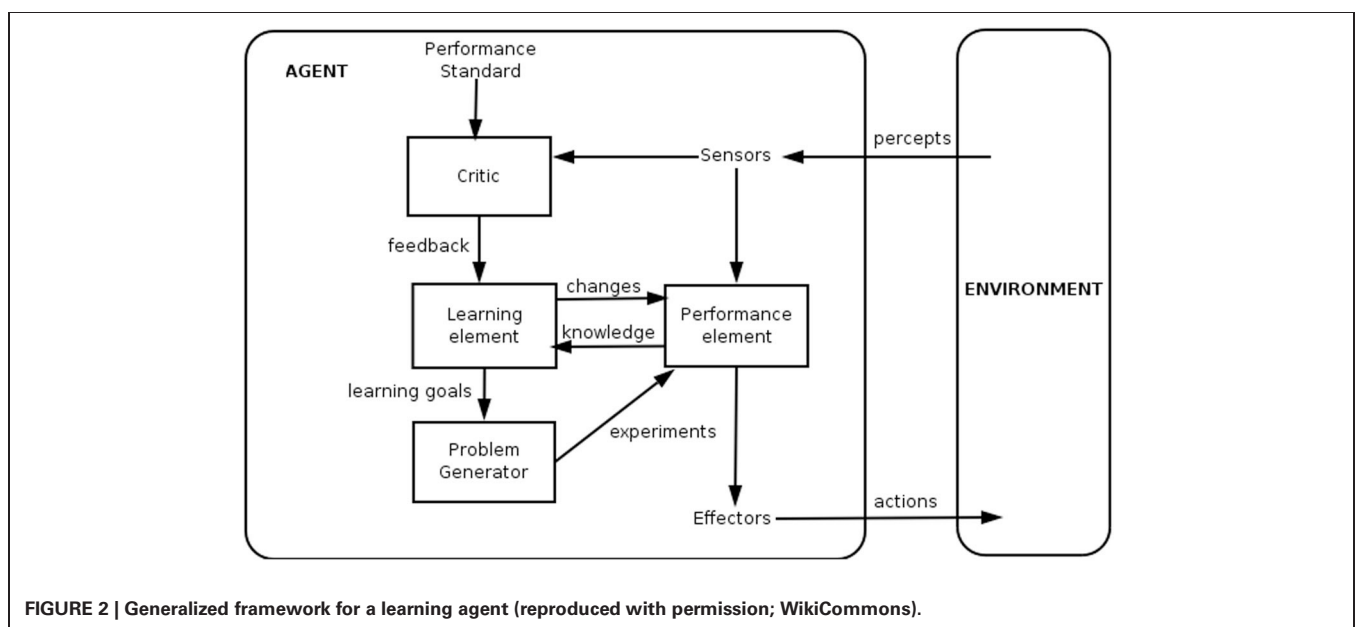 AGENT
Performance
Standard
percepts
Sensors
Critic
feedback
changes
ENVIRONMENT
Learning
element
Performance
element
knowledge
learning goals
experiments
Problem
Generator
actions
Effectors
FIGURE 2 | Generalized framework for a learning agent (reproduced with permission; WikiCommons).